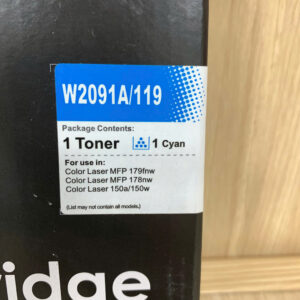 W2091A/119
Package Contents:
1 Toner 1 Cyan
For use in:
Color Laser MFP 179fnw
Color Laser MFP 178nw
Color Laser 150a/150w
(List may not contain all models.)
ridge